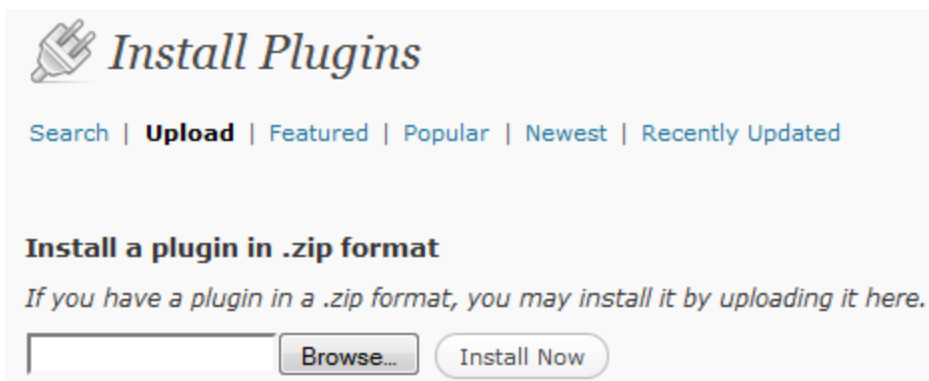 Install Plugins
Search | Upload | Featured | Popular | Newest | Recently Updated
Install a plugin in .zip format
If you have a plugin in a .zip format, you may install it by uploading it here.
Browse... Install Now